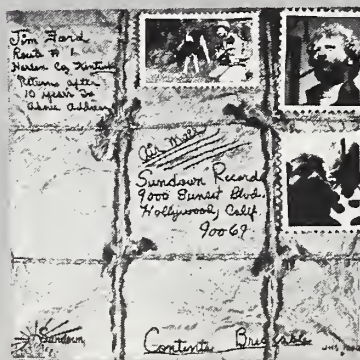 Jim Ford
Route # 1
Harlan Co, Kentucky
Return After
10 years To
Above Address
Air Mail
Sundown Records
9000 Sunset Blvd.
Hollywood, Calif.
90069
Sundown
Contents Breakable